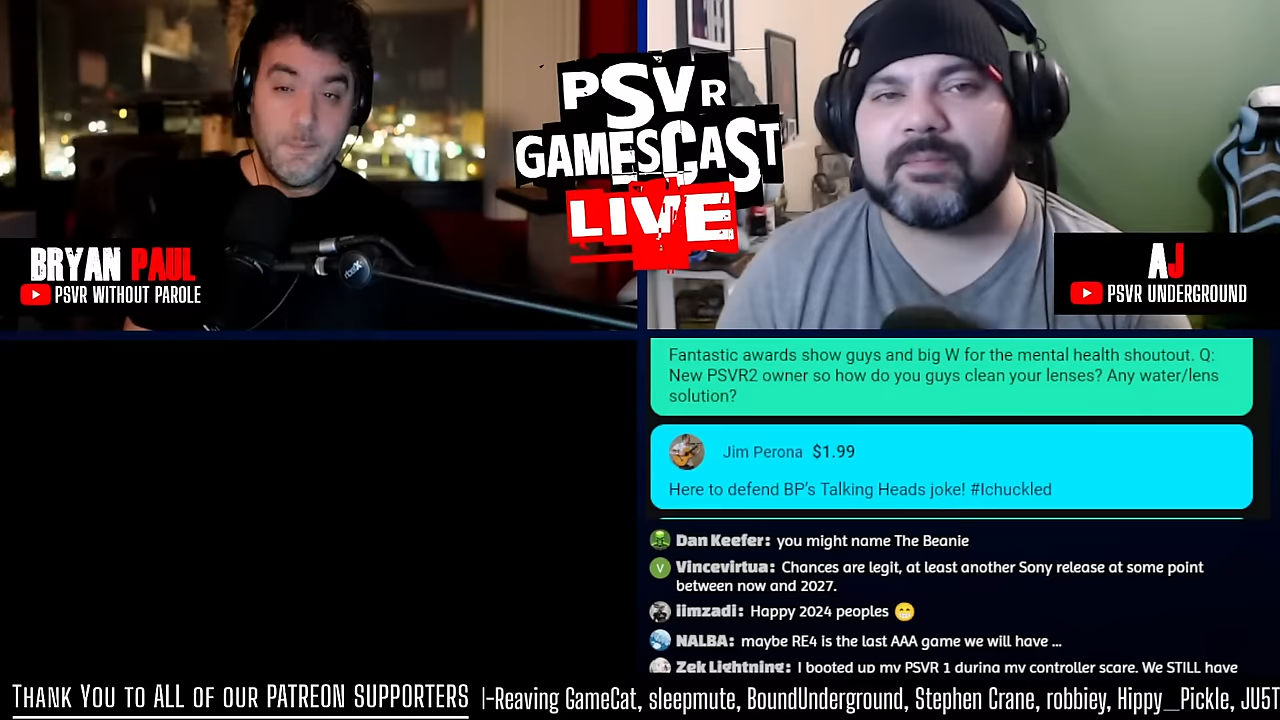 PSVR
GAMESCAST
LIVE
BRYAN PAUL
PSVR WITHOUT PAROLE
AJ
PSVR UNDERGROUND
Fantastic awards show guys and big W for the mental health shoutout. Q:
New PSVR2 owner so how do you guys clean your lenses? Any water/lens
solution?
Jim Perona $1.99
Here to defend BP’s Talking Heads joke! #Ichuckled
Dan Keefer: you might name The Beanie
V Vincevirtua: Chances are legit, at least another Sony release at some point
between now and 2027.
iimzadi: Happy 2024 peoples 😁
NALBA: maybe RE4 is the last AAA game we will have ...
Zek Lightning: I booted up my PSVR 1 during my controller scare. We STILL have
THANK YOU TO ALL OF OUR PATREON SUPPORTERS
I-Reaving GameCat, sleepmute, BoundUnderground, Stephen Crane, robbiey, Hippy_Pickle, JU5T